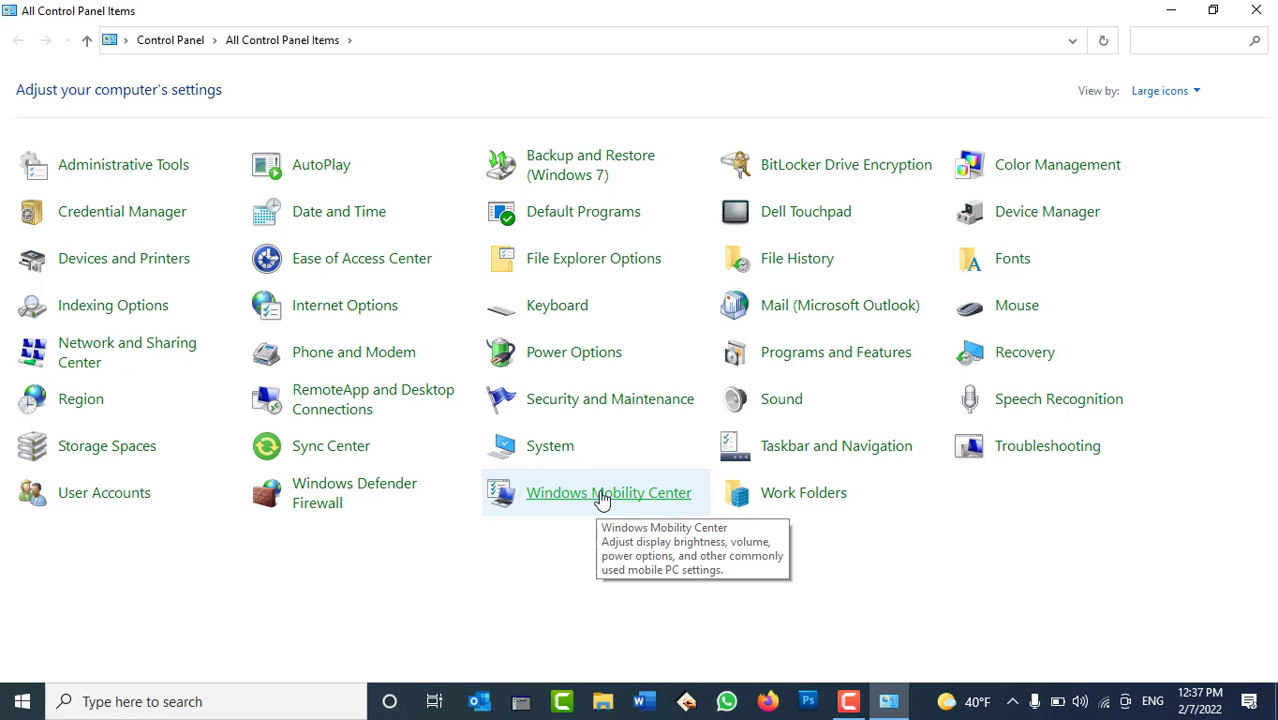 All Control Panel Items
Control Panel
All Control Panel Items
Adjust your computer's settings
View by:
Large icons
Administrative Tools
AutoPlay
Backup and Restore
(Windows 7)
BitLocker Drive Encryption
Color Management
Credential Manager
Date and Time
Default Programs
Dell Touchpad
Device Manager
Devices and Printers
Ease of Access Center
File Explorer Options
File History
Fonts
Indexing Options
Internet Options
Keyboard
Mail (Microsoft Outlook)
Mouse
Network and Sharing
Center
Phone and Modem
Power Options
Programs and Features
Recovery
Region
RemoteApp and Desktop
Connections
Security and Maintenance
Sound
Speech Recognition
Storage Spaces
Sync Center
System
Taskbar and Navigation
Troubleshooting
User Accounts
Windows Defender
Firewall
Windows Mobility Center
Work Folders
Windows Mobility Center
Adjust display brightness, volume,
power options, and other commonly
used mobile PC settings.
Type here to search
40°F
ENG
12:37 PM
2/7/2022